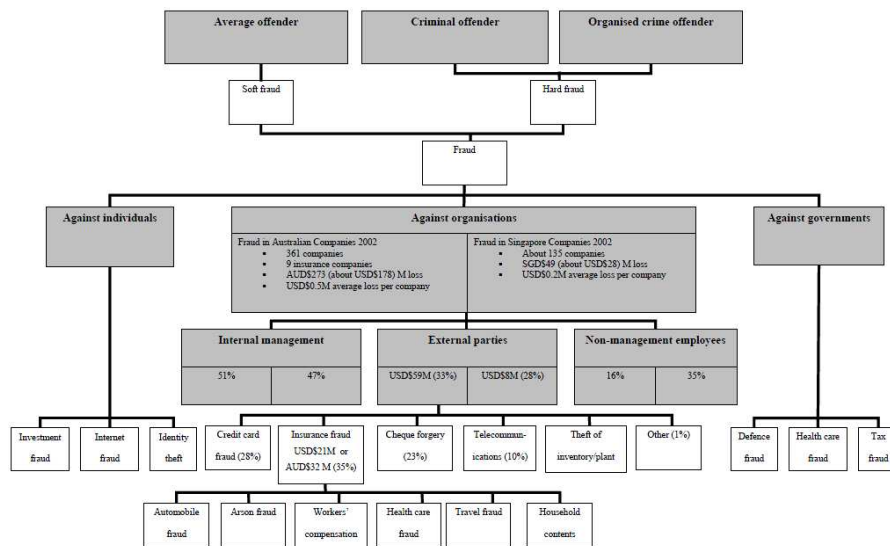 Average offender
Criminal offender
Organised crime offender
Soft fraud
Hard fraud
Fraud
Against individuals
Against organisations
Against governments
Fraud in Australian Companies 2002
• 361 companies
• 9 insurance companies
• AUD$273 (about USD$178) M loss
• USD$0.5M average loss per company
Fraud in Singapore Companies 2002
• About 135 companies
• SGD$49 (about USD$28) M loss
• USD$0.2M average loss per company
Internal management
External parties
Non-management employees
51%
47%
USD$59M (33%)
USD$8M (28%)
16%
35%
Investment
fraud
Internet
fraud
Identity
theft
Credit card
fraud (28%)
Insurance fraud
USD$21M or
AUD$32 M (35%)
Cheque forgery
(23%)
Telecommun-
ications (10%)
Theft of
inventory/plant
Other (1%)
Defence
fraud
Health care
fraud
Tax
fraud
Automobile
fraud
Arson fraud
Workers'
compensation
Health care
fraud
Travel fraud
Household
contents